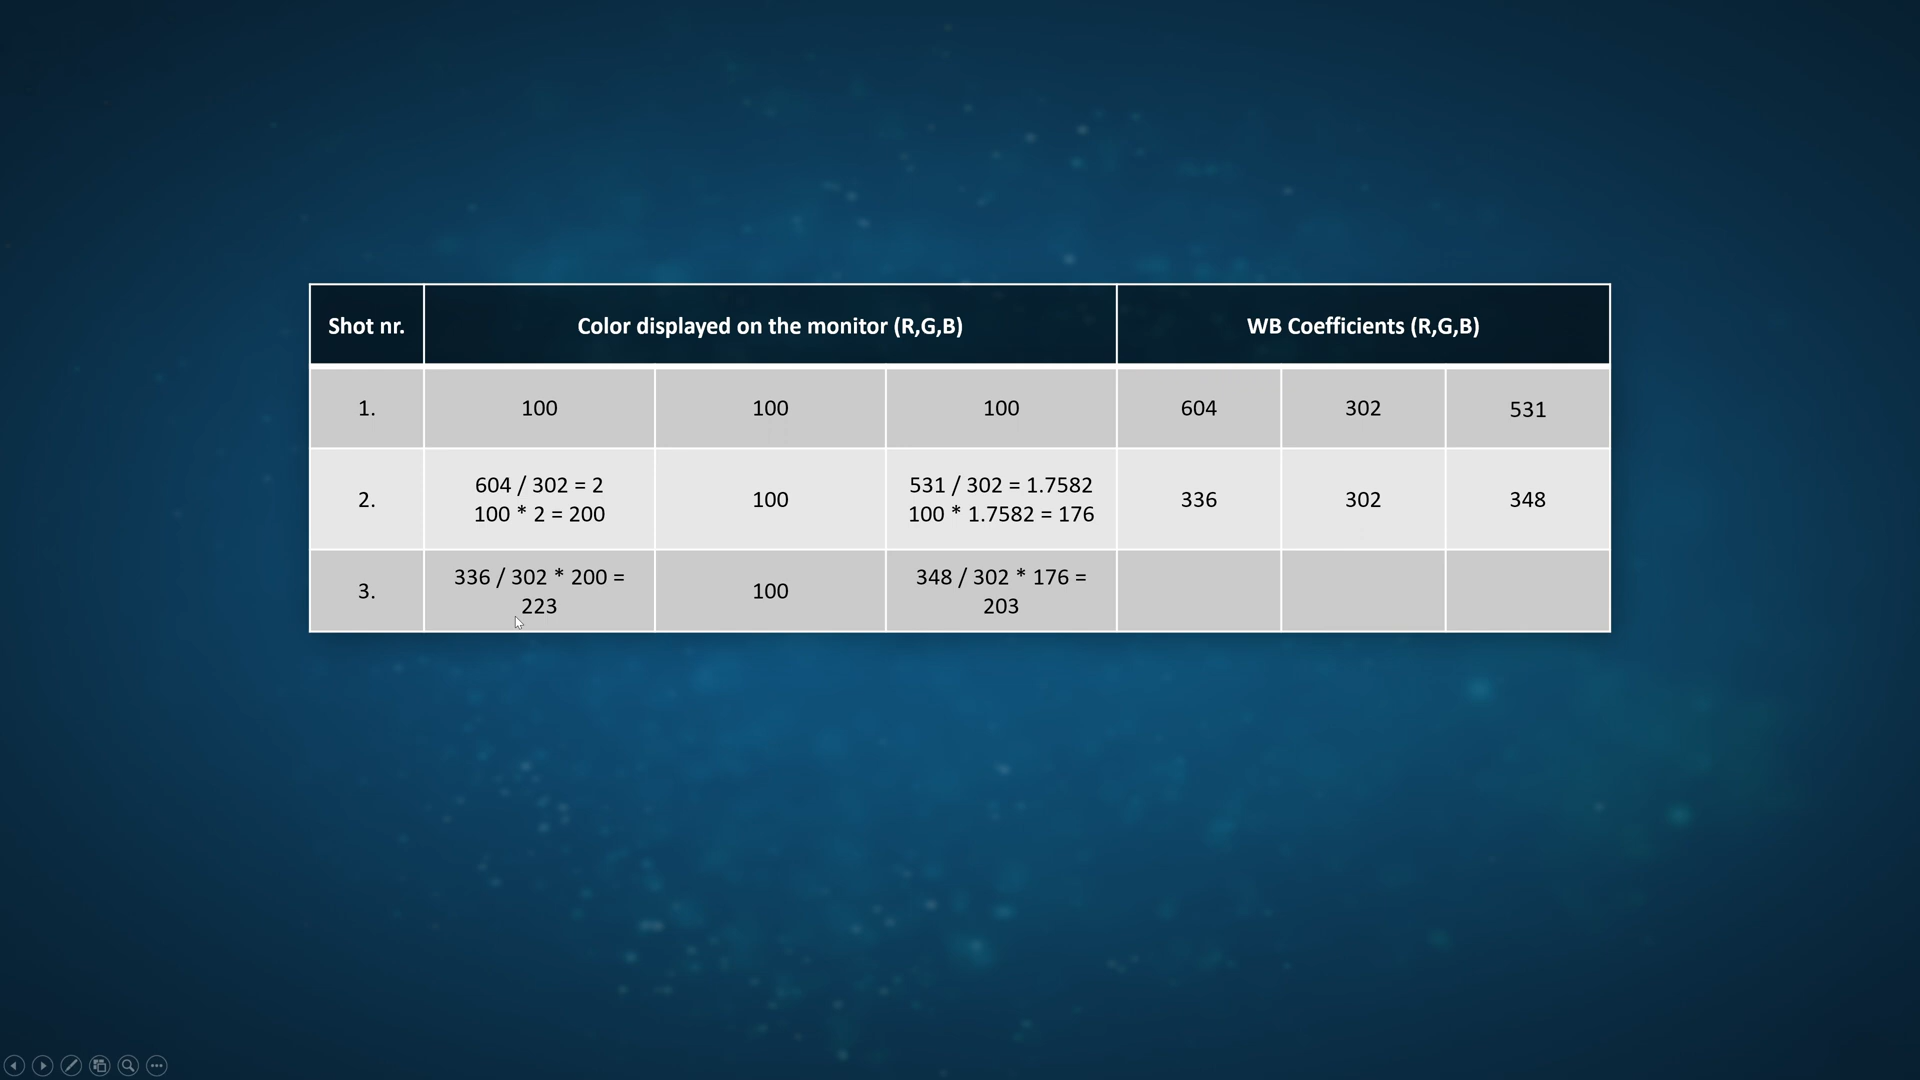 Shot nr.
Color displayed on the monitor (R,G,B)
WB Coefficients (R,G,B)
1.
100
100
100
604
302
531
2.
604 / 302 = 2
100 * 2 = 200
100
531 / 302 = 1.7582
100 * 1.7582 = 176
336
302
348
3.
336 / 302 * 200 =
223
100
348 / 302 * 176 =
203